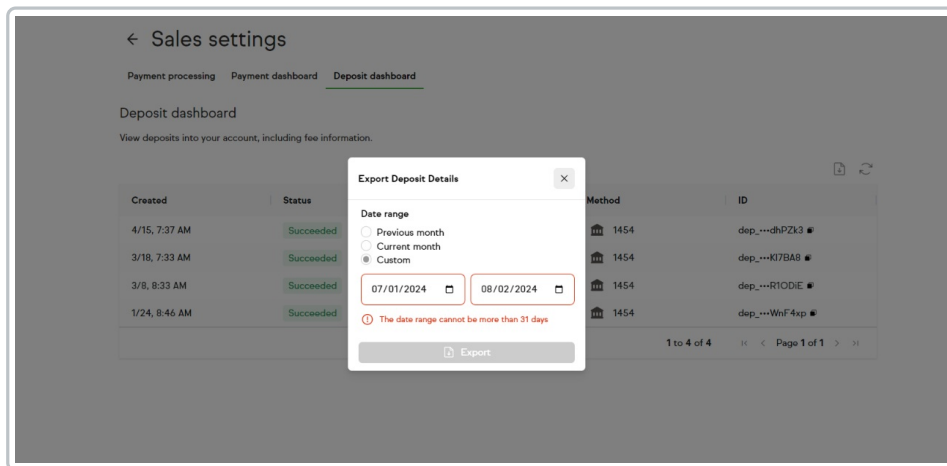 ← Sales settings
Payment processing Payment dashboard Deposit dashboard
Deposit dashboard
View deposits into your account, including fee information.
Export Deposit Details
Date range
Previous month
Current month
Custom
07/01/2024 08/02/2024
The date range cannot be more than 31 days
Export
Created Status Method ID
4/15, 7:37 AM Succeeded 1454 dep_•••dhPZk3
3/18, 7:33 AM Succeeded 1454 dep_•••KI7BA8
3/8, 8:33 AM Succeeded 1454 dep_•••R1ODiE
1/24, 8:46 AM Succeeded 1454 dep_•••WnF4xp
1 to 4 of 4 Page 1 of 1